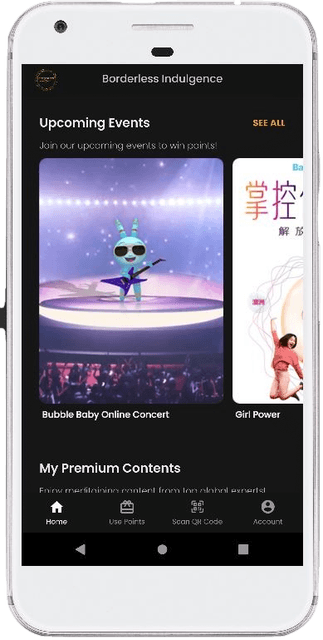 Borderless Indulgence
Upcoming Events
SEE ALL
Join our upcoming events to win points!
Ba
掌控
解 放
Bubble Baby Online Concert
Girl Power
My Premium Contents
Enjoy meditaining content from top global experts!
Home
Use Points
Scan QR Code
Account